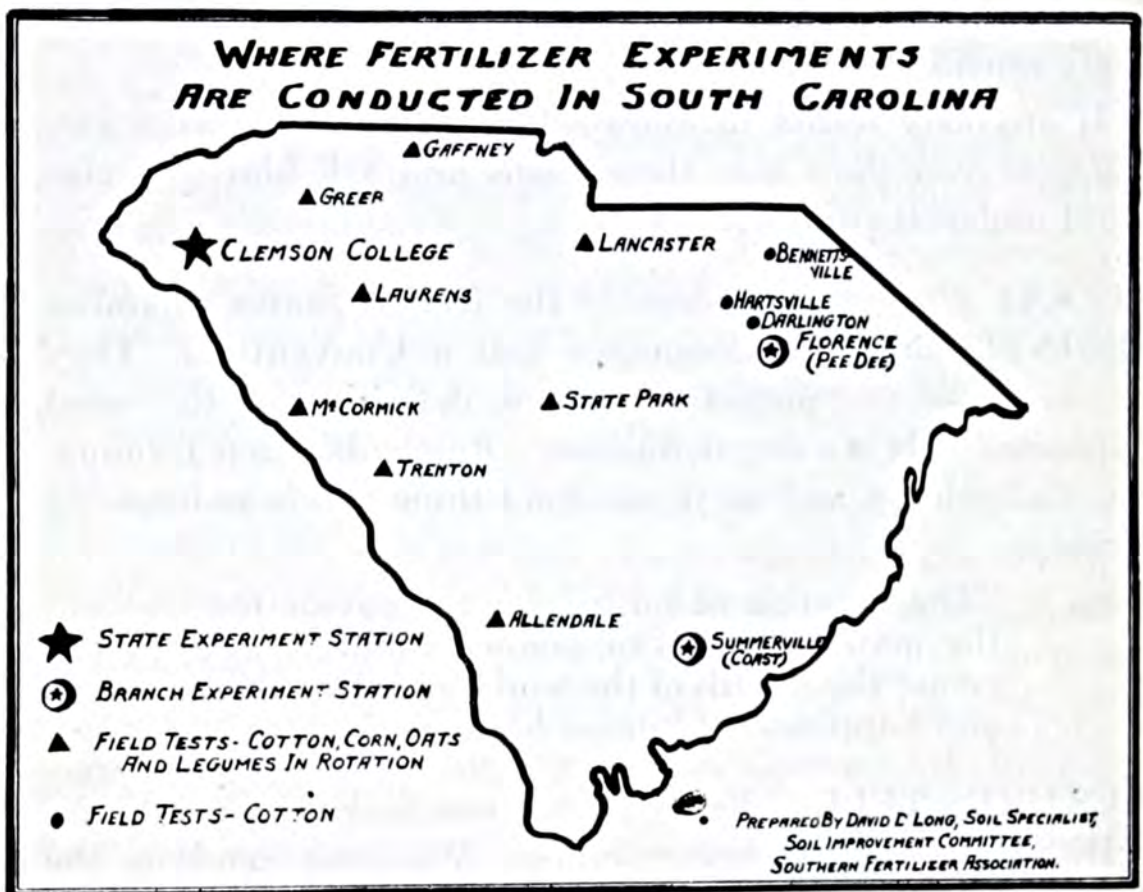 WHERE FERTILIZER EXPERIMENTS
ARE CONDUCTED IN SOUTH CAROLINA
GAFFNEY
GREER
CLEMSON COLLEGE
LANCASTER
BENNETTS-
VILLE
LAURENS
HARTSVILLE
DARLINGTON
FLORENCE
(PEE DEE)
McCORMICK
STATE PARK
TRENTON
ALLENDALE
SUMMERVILLE
(COAST)
STATE EXPERIMENT STATION
BRANCH EXPERIMENT STATION
FIELD TESTS - COTTON, CORN, OATS
AND LEGUMES IN ROTATION
FIELD TESTS - COTTON
PREPARED BY DAVID D. LONG, SOIL SPECIALIST,
SOIL IMPROVEMENT COMMITTEE,
SOUTHERN FERTILIZER ASSOCIATION.